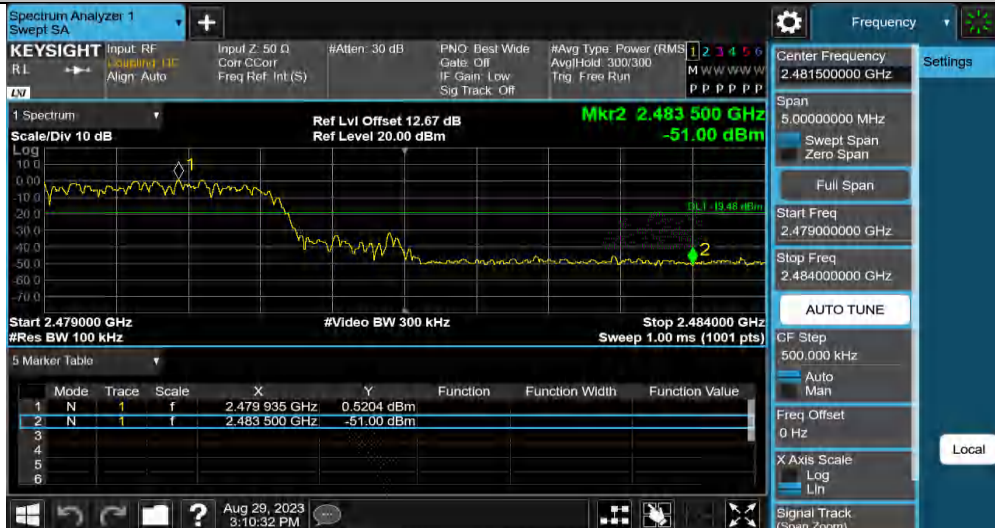 Spectrum Analyzer 1
Swept SA
+
Frequency
KEYSIGHT
RL
LXI
Input: RF
Coupling: DC
Align: Auto
Input Z: 50 Ω
Corr CCorr
Freq Ref: Int (S)
#Atten: 30 dB
PNO: Best Wide
Gate: Off
IF Gain: Low
Sig Track: Off
#Avg Type: Power (RMS
Avg|Hold: 300/300
Trig: Free Run
1 2 3 4 5 6
M W W W W W
P P P P P P
1 Spectrum
Scale/Div 10 dB
Ref Lvl Offset 12.67 dB
Ref Level 20.00 dBm
Mkr2 2.483 500 GHz
-51.00 dBm
Log
10.0
0.00
-10.0
-20.0
-30.0
-40.0
-50.0
-60.0
-70.0
1
DL1 -19.48 dBm
2
Start 2.479000 GHz
#Res BW 100 kHz
#Video BW 300 kHz
Stop 2.484000 GHz
Sweep 1.00 ms (1001 pts)
5 Marker Table
Mode Trace Scale X Y Function Function Width Function Value
1 N 1 f 2.479 935 GHz 0.5204 dBm
2 N 1 f 2.483 500 GHz -51.00 dBm
3
4
5
6
?
Aug 29, 2023
3:10:32 PM
Center Frequency
2.481500000 GHz
Settings
Span
5.00000000 MHz
Swept Span
Zero Span
Full Span
Start Freq
2.479000000 GHz
Stop Freq
2.484000000 GHz
AUTO TUNE
CF Step
500.000 kHz
Auto
Man
Freq Offset
0 Hz
Local
X Axis Scale
Log
Lin
Signal Track
(Span Zoom)